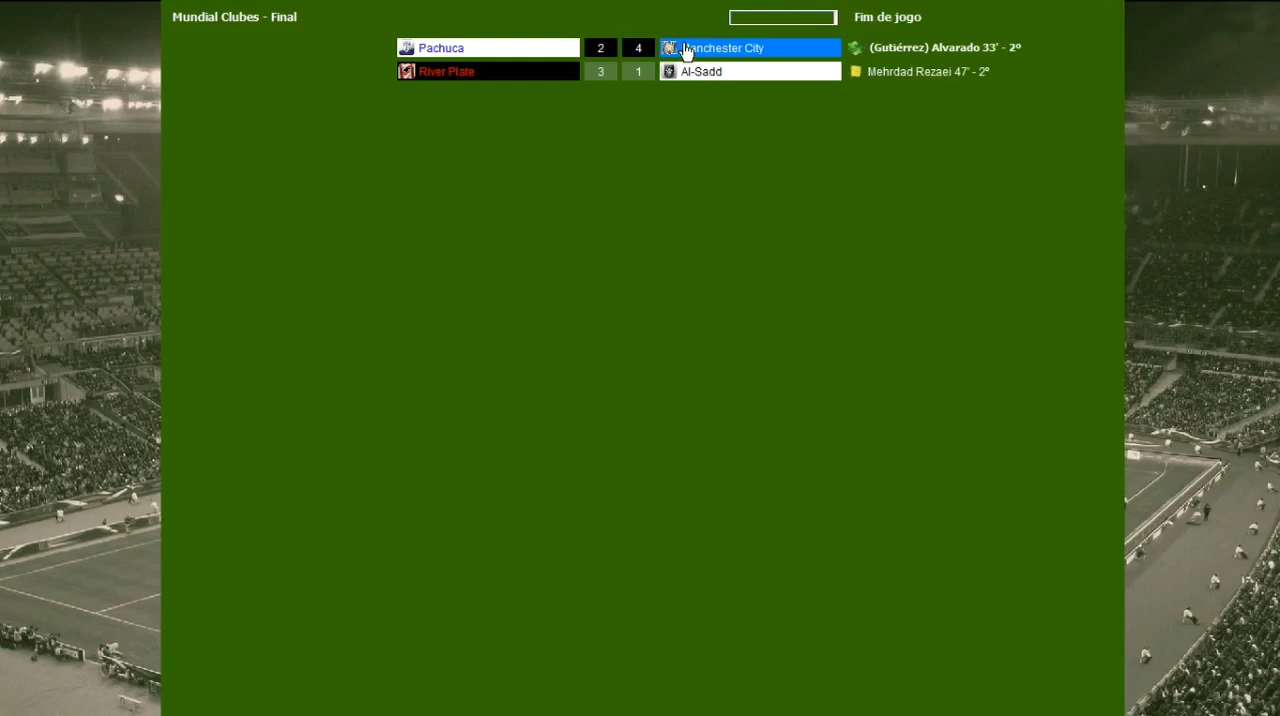 Mundial Clubes - Final
Fim de jogo
Pachuca 2 4 Manchester City (Gutiérrez) Alvarado 33' - 2º
River Plate 3 1 Al-Sadd Mehrdad Rezaei 47' - 2º